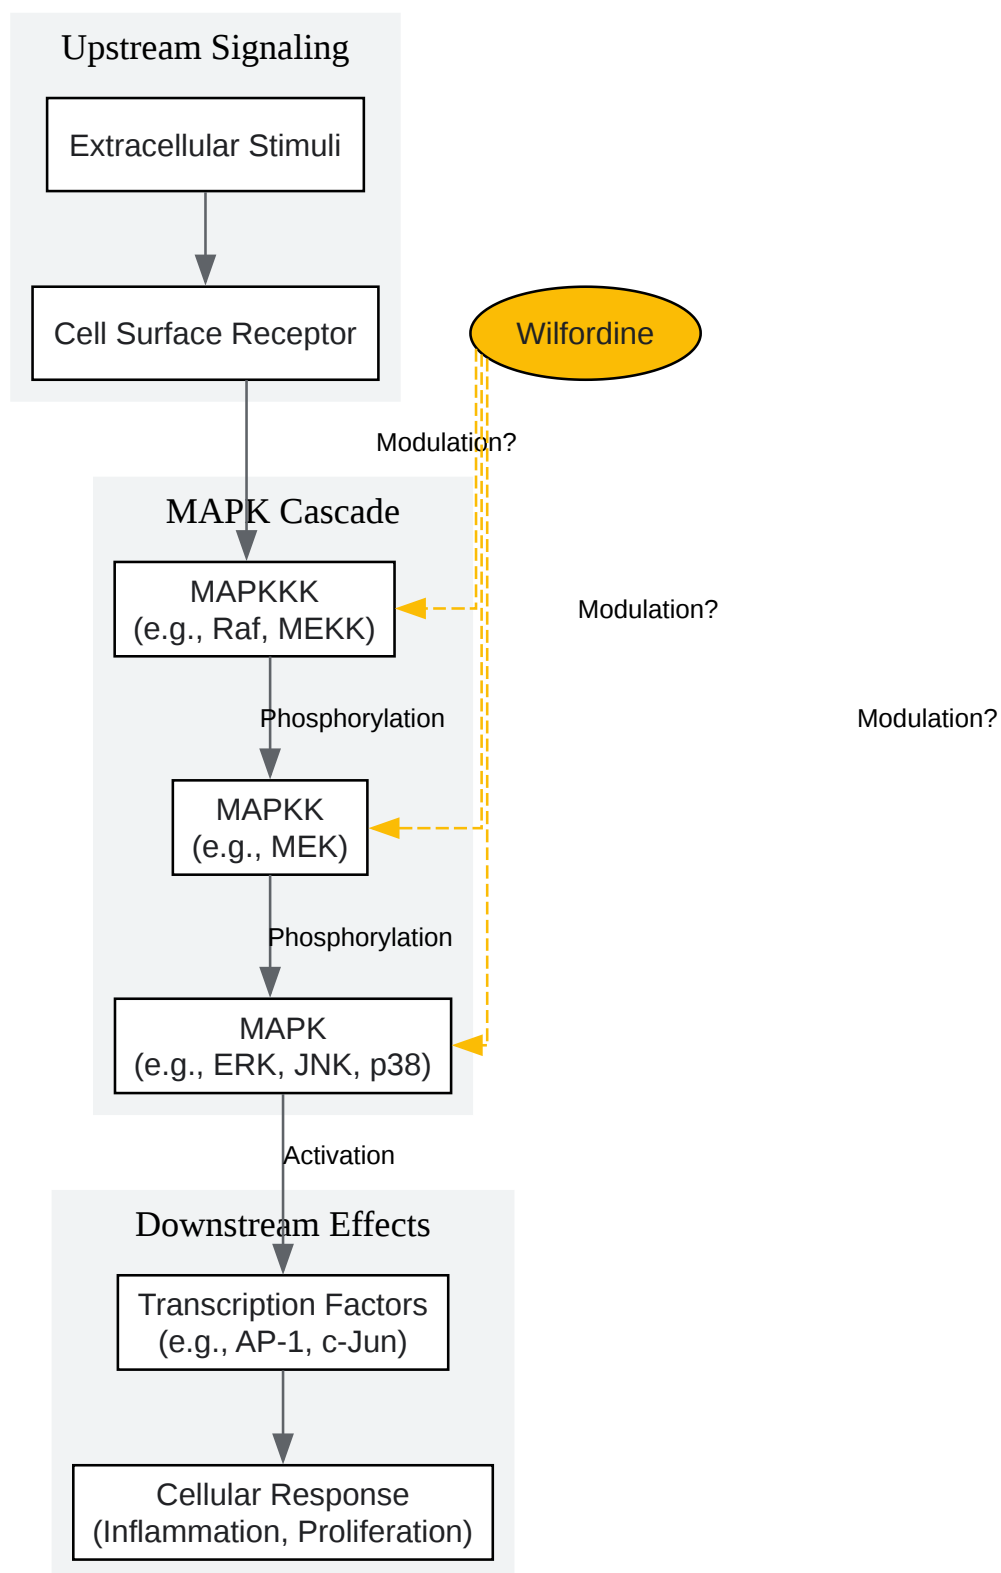 Upstream Signaling
Extracellular Stimuli
Cell Surface Receptor
Wilfordine
Modulation?
MAPK Cascade
MAPKKK
(e.g., Raf, MEKK)
Modulation?
Phosphorylation
Modulation?
MAPKK
(e.g., MEK)
Phosphorylation
MAPK
(e.g., ERK, JNK, p38)
Activation
Downstream Effects
Transcription Factors
(e.g., AP-1, c-Jun)
Cellular Response
(Inflammation, Proliferation)